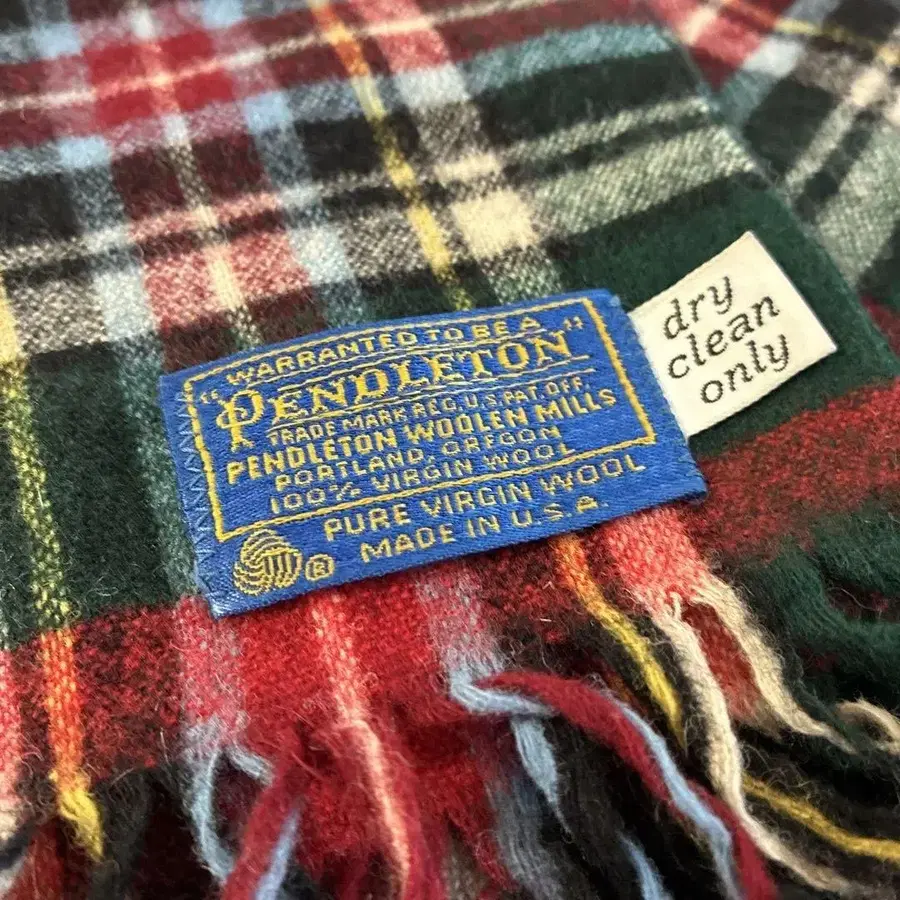 "WARRANTED TO BE A
PENDLETON"
TRADE MARK REG. U.S. PAT. OFF.
PENDLETON WOOLEN MILLS
PORTLAND, OREGON
100% VIRGIN WOOL
PURE VIRGIN WOOL
® MADE IN U.S.A.
dry
clean
only